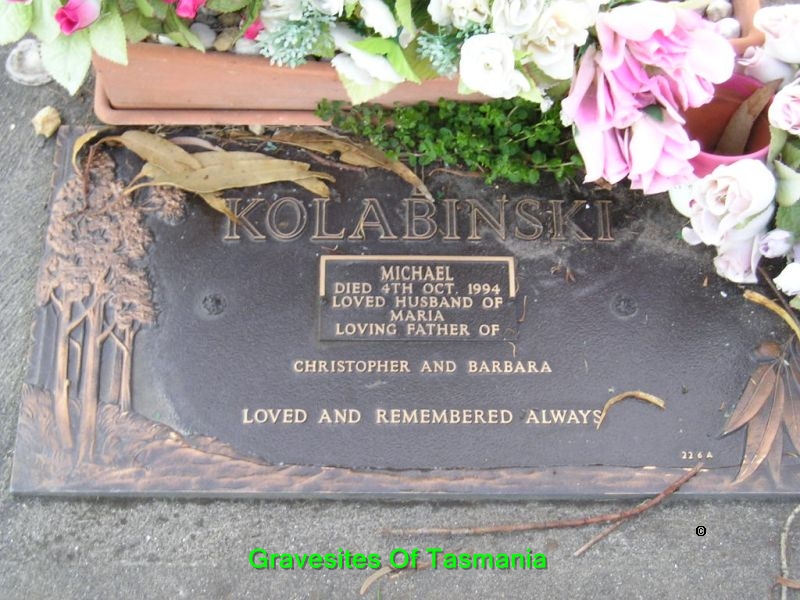 KOLABINSKI
MICHAEL
DIED 4TH OCT. 1994
LOVED HUSBAND OF
MARIA
LOVING FATHER OF
CHRISTOPHER AND BARBARA
LOVED AND REMEMBERED ALWAYS
226A
©
Gravesites Of Tasmania